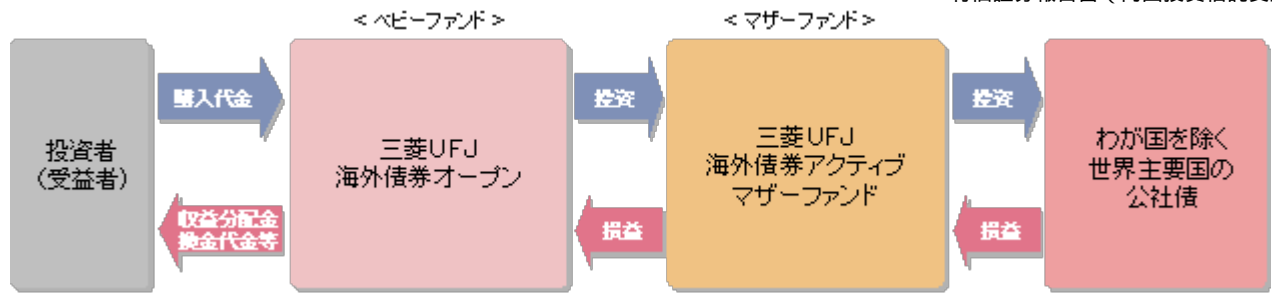 <ベビーファンド>
<マザーファンド>
投資者
(受益者)
購入代金
収益分配金
換金代金等
三菱UFJ
海外債券オープン
投資
損益
三菱UFJ
海外債券アクティブ
マザーファンド
投資
損益
わが国を除く
世界主要国の
公社債